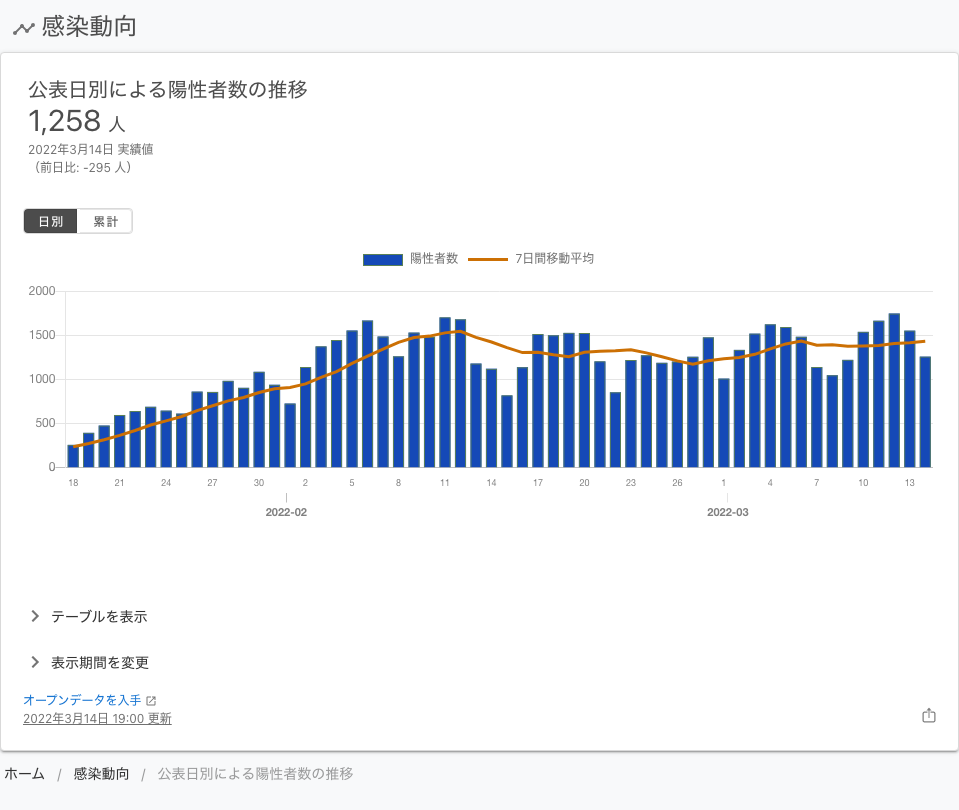 感染動向
公表日別による陽性者数の推移
1,258 人
2022年3月14日 実績値
（前日比: -295 人）
日別 累計
陽性者数 7日間移動平均
2000
1500
1000
500
0
18 21 24 27 30 2 5 8 11 14 17 20 23 26 1 4 7 10 13
2022-02 2022-03
テーブルを表示
表示期間を変更
オープンデータを入手
2022年3月14日 19:00 更新
ホーム / 感染動向 / 公表日別による陽性者数の推移